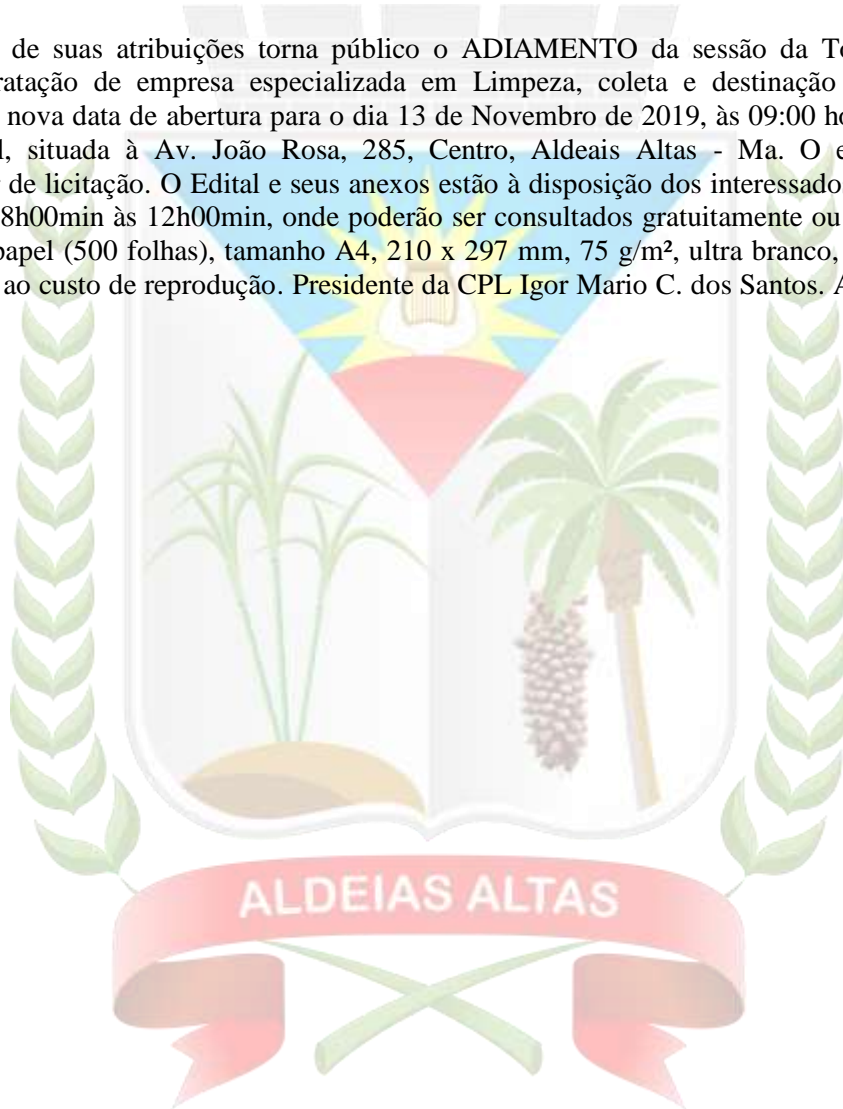 de suas atribuições torna público o ADIAMENTO da sessão da
ratação de empresa especializada em Limpeza, coleta e destinação
nova data de abertura para o dia 13 de Novembro de 2019, às 09:00
situada à Av. João Rosa, 285, Centro, Aldeais Altas - Ma. O
de licitação. O Edital e seus anexos estão à disposição dos interessado
8h00min às 12h00min, onde poderão ser consultados gratuitamente ou
papel (500 folhas), tamanho A4, 210 x 297 mm, 75 g/m², ultra branco,
ao custo de reprodução. Presidente da CPL Igor Mario C. dos Santos.
ALDEIAS ALTAS